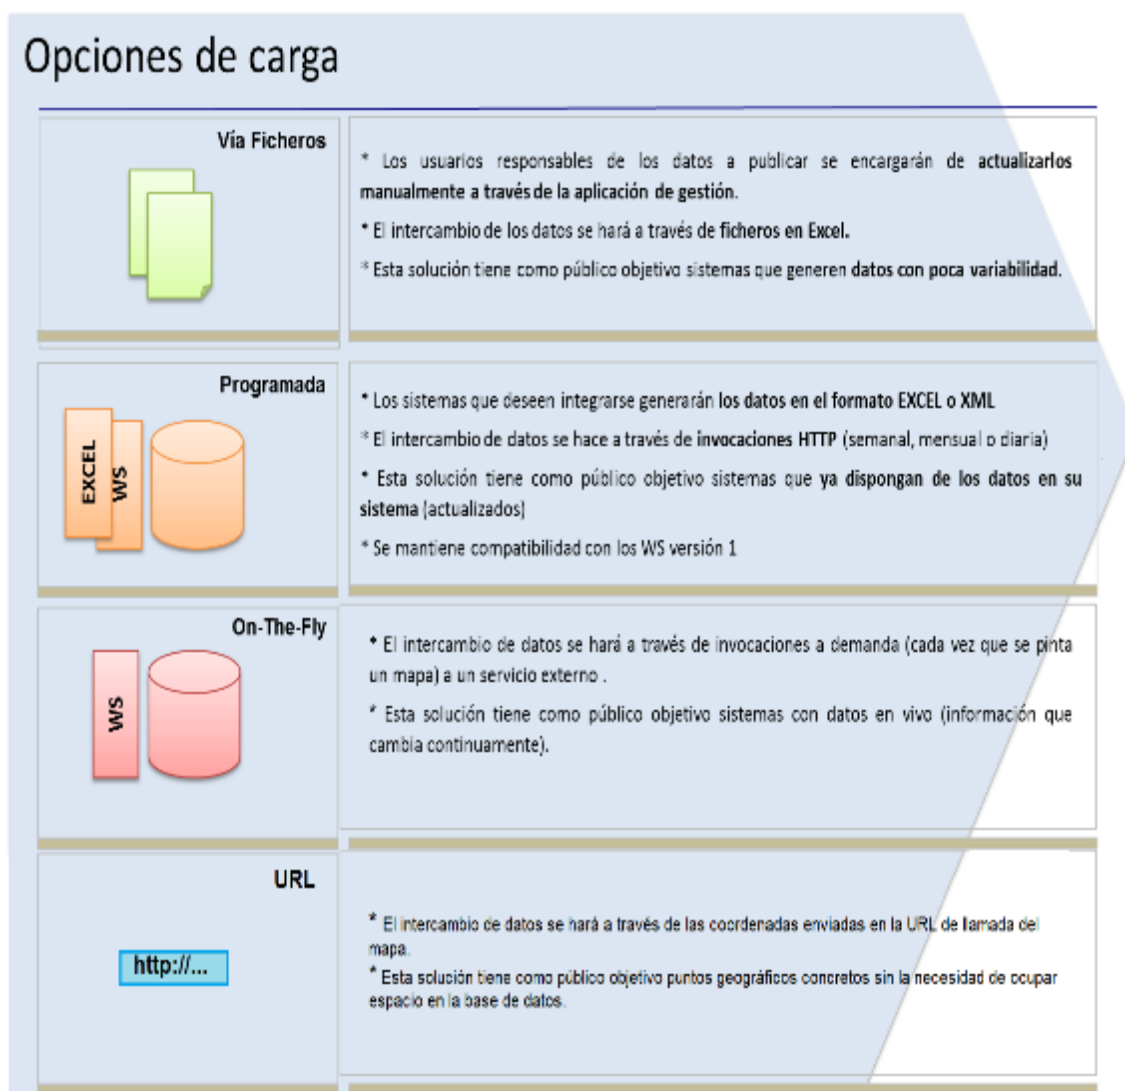 Opciones de carga
Vía Ficheros
* Los usuarios responsables de los datos a publicar se encargarán de actualizarlos
manualmente a través de la aplicación de gestión.
* El intercambio de los datos se hará a través de ficheros en Excel.
* Esta solución tiene como público objetivo sistemas que generen datos con poca variabilidad.
Programada
EXCEL
WS
* Los sistemas que deseen integrarse generarán los datos en el formato EXCEL o XML
* El intercambio de datos se hace a través de invocaciones HTTP (semanal, mensual o diaria)
* Esta solución tiene como público objetivo sistemas que ya dispongan de los datos en su
sistema (actualizados)
* Se mantiene compatibilidad con los WS versión 1
On-The-Fly
WS
* El intercambio de datos se hará a través de invocaciones a demanda (cada vez que se pinta
un mapa) a un servicio externo .
* Esta solución tiene como público objetivo sistemas con datos en vivo (información que
cambia continuamente).
URL
http://...
* El intercambio de datos se hará a través de las coordenadas enviadas en la URL de llamada del
mapa.
* Esta solución tiene como público objetivo puntos geográficos concretos sin la necesidad de ocupar
espacio en la base de datos.